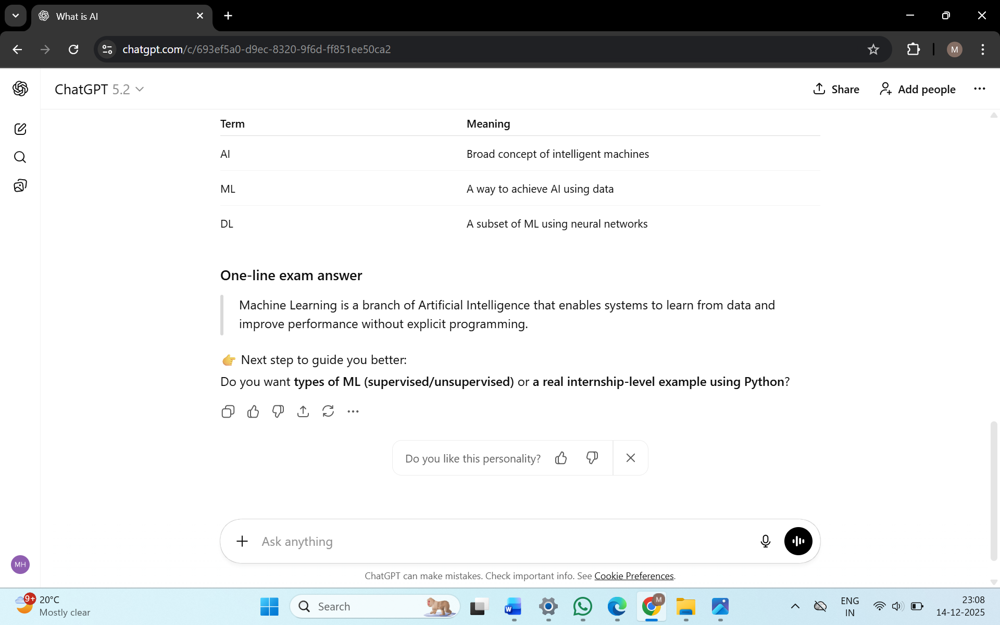 What is AI
chatgpt.com/c/693ef5a0-d9ec-8320-9f6d-ff851ee50ca2
M
ChatGPT 5.2
Share
Add people
Term Meaning
AI Broad concept of intelligent machines
ML A way to achieve AI using data
DL A subset of ML using neural networks
One-line exam answer
Machine Learning is a branch of Artificial Intelligence that enables systems to learn from data and
improve performance without explicit programming.
👉 Next step to guide you better:
Do you want types of ML (supervised/unsupervised) or a real internship-level example using Python?
Do you like this personality?
Ask anything
MH
ChatGPT can make mistakes. Check important info. See Cookie Preferences.
9+
20°C
Mostly clear
Search
W
M
ENG
IN
23:08
14-12-2025